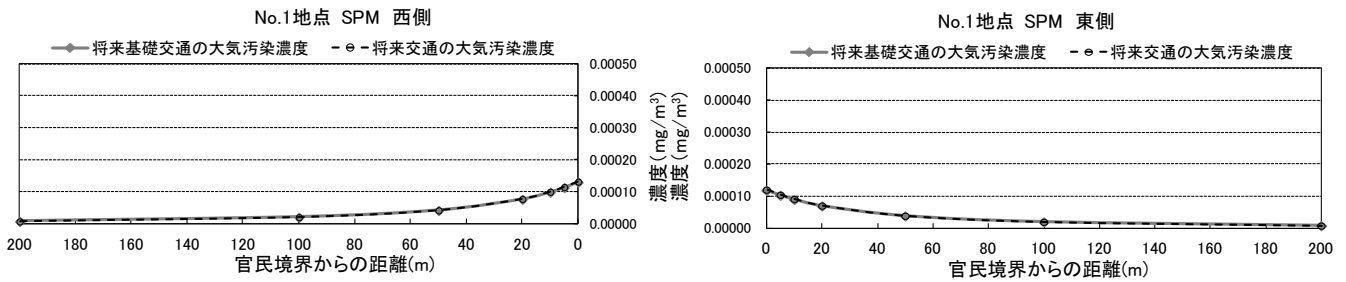 No.1地点 SPM 西側
将来基礎交通の大気汚染濃度 将来交通の大気汚染濃度
0.00050
0.00040
0.00030
0.00020
0.00010
0.00000
濃度(mg/m³)
200 180 160 140 120 100 80 60 40 20 0
官民境界からの距離(m)
No.1地点 SPM 東側
将来基礎交通の大気汚染濃度 将来交通の大気汚染濃度
濃度(mg/m³)
0.00050
0.00040
0.00030
0.00020
0.00010
0.00000
0 20 40 60 80 100 120 140 160 180 200
官民境界からの距離(m)